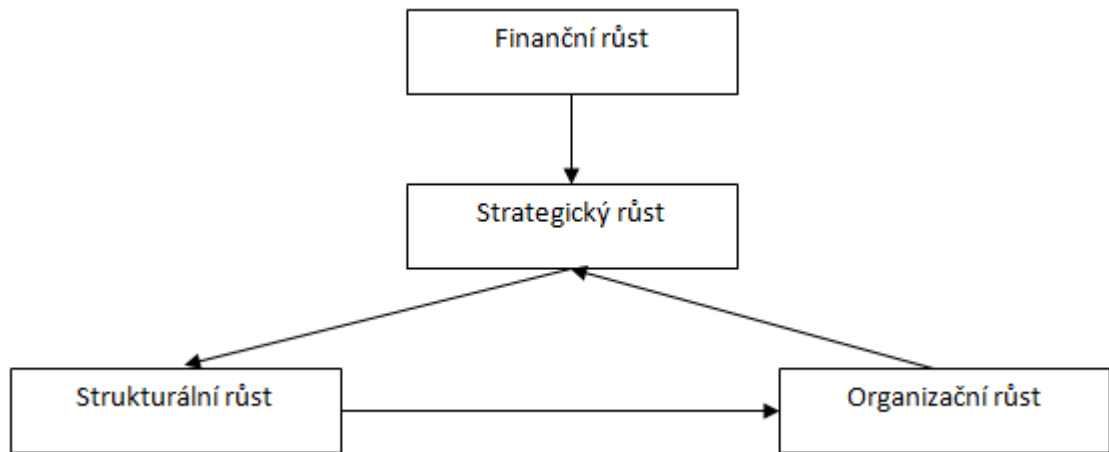 Finanční růst
Strategický růst
Strukturální růst
Organizační růst